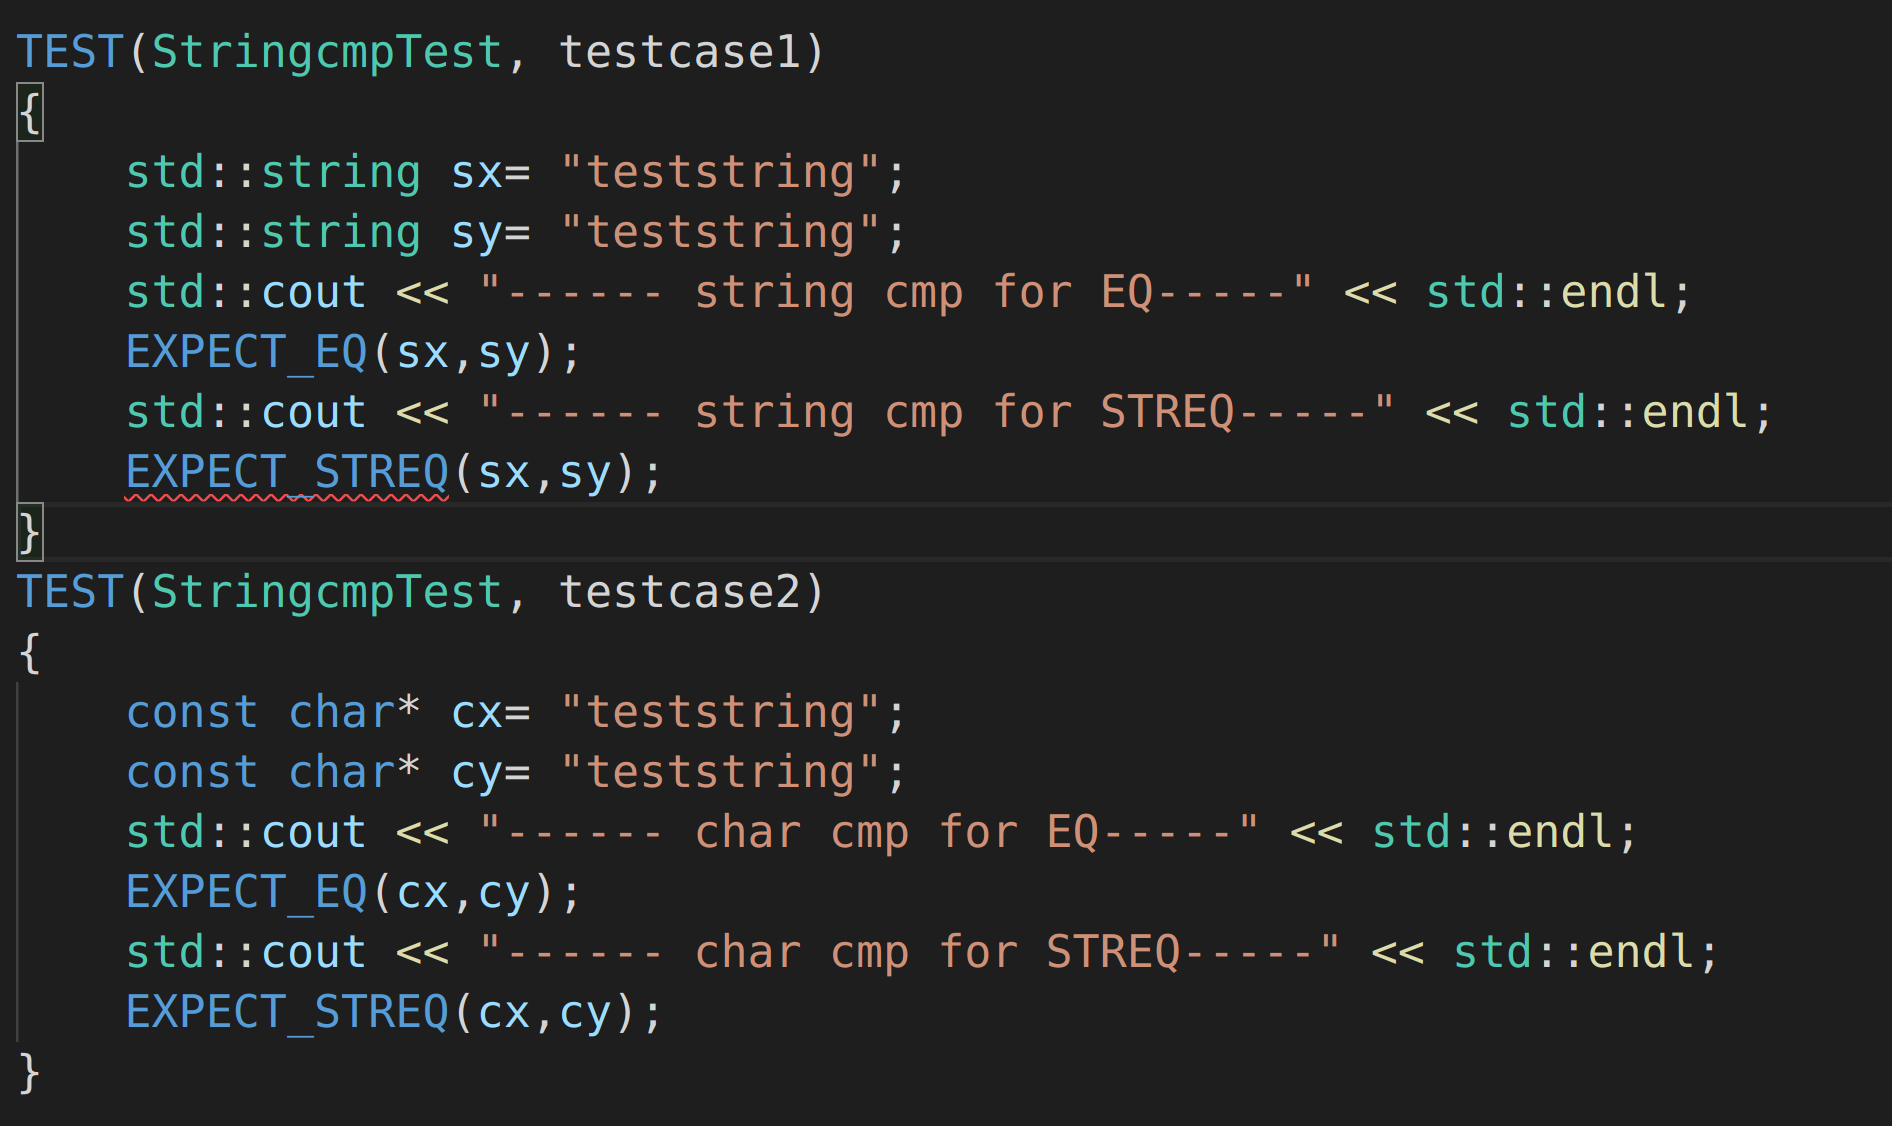 TEST(StringcmpTest, testcase1)
{
    std::string sx= "teststring";
    std::string sy= "teststring";
    std::cout << "------ string cmp for EQ-----" << std::endl;
    EXPECT_EQ(sx,sy);
    std::cout << "------ string cmp for STREQ-----" << std::endl;
    EXPECT_STREQ(sx,sy);
}
TEST(StringcmpTest, testcase2)
{
    const char* cx= "teststring";
    const char* cy= "teststring";
    std::cout << "------ char cmp for EQ-----" << std::endl;
    EXPECT_EQ(cx,cy);
    std::cout << "------ char cmp for STREQ-----" << std::endl;
    EXPECT_STREQ(cx,cy);
}